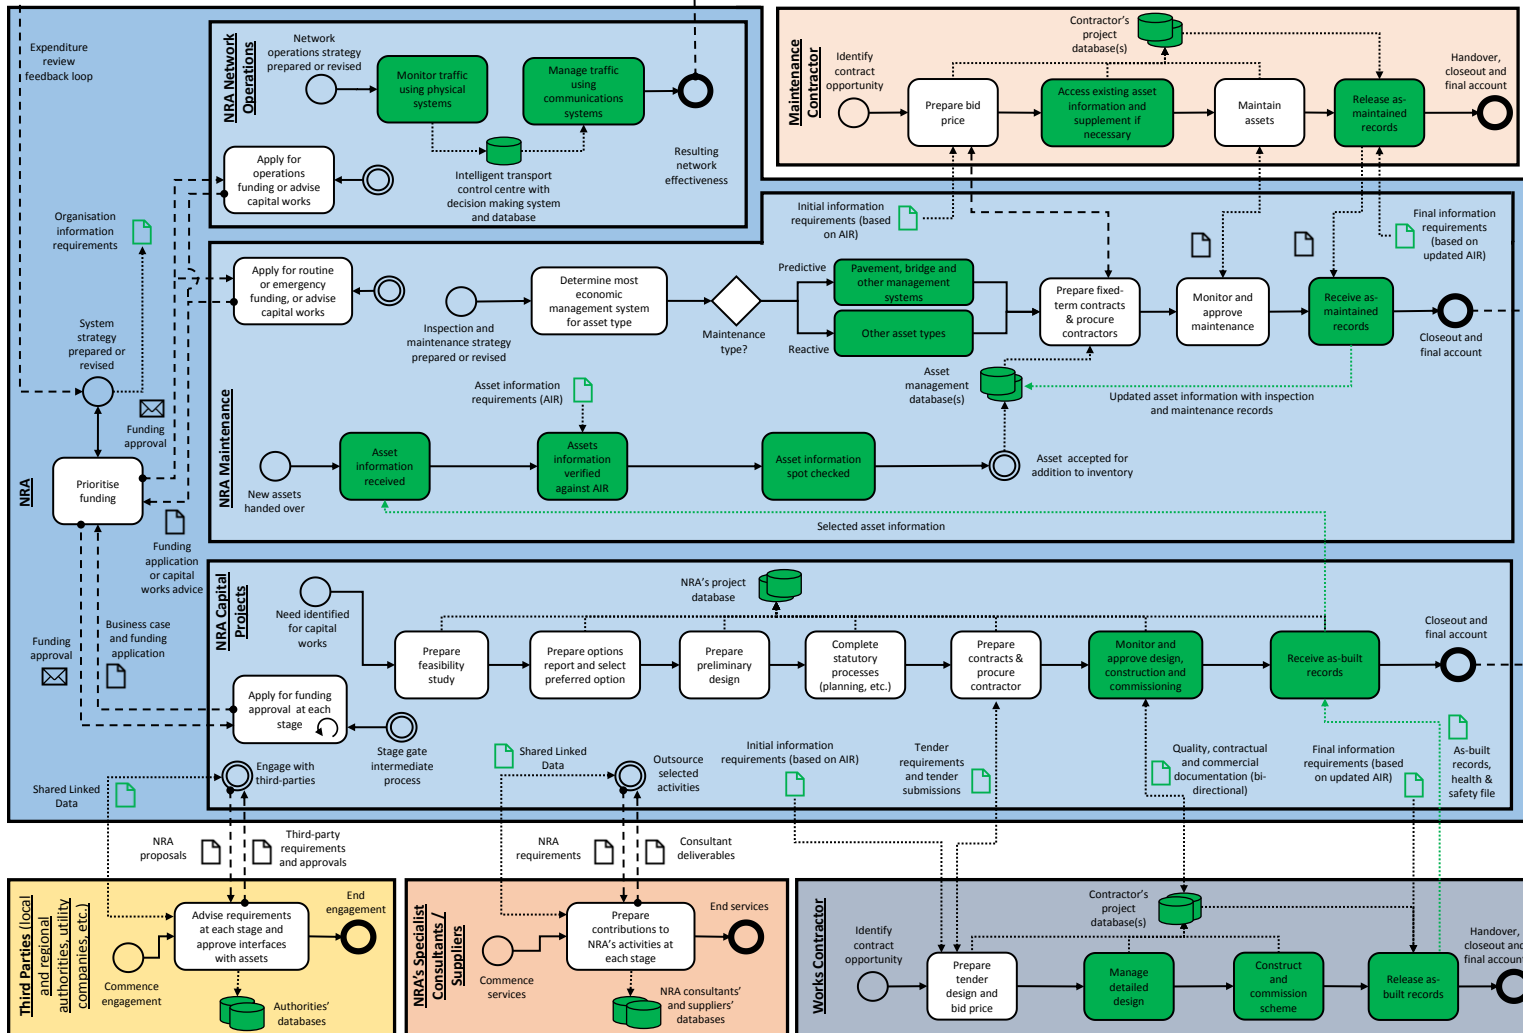 Expenditure
review
feedback loop
NRA Network
Operations
Network
operations strategy
prepared or revised
Monitor traffic
using physical
systems
Manage traffic
using
communications
systems
Intelligent transport
control centre with
decision making system
and database
Resulting
network
effectiveness
Apply for
operations
funding or advise
capital works
Maintenance
Contractor
Identify
contract
opportunity
Contractor's
project
database(s)
Prepare bid
price
Access existing asset
information and
supplement if
necessary
Maintain
assets
Release as-
maintained
records
Handover,
closeout and
final account
Organisation
information
requirements
System
strategy
prepared or
revised
Funding
approval
NRA
Prioritise
funding
Funding
application
or capital
works advice
Funding
approval
Business case
and funding
application
NRA Maintenance
Apply for routine
or emergency
funding, or advise
capital works
Inspection and
maintenance strategy
prepared or revised
Determine most
economic
management system
for asset type
Maintenance
type?
Predictive
Reactive
Pavement, bridge and
other management
systems
Other asset types
Initial information
requirements (based
on AIR)
Prepare fixed-
term contracts
& procure
contractors
Monitor and
approve
maintenance
Receive as-
maintained
records
Final information
requirements
(based on
updated AIR)
Closeout and
final account
Asset
management
database(s)
Updated asset information with inspection
and maintenance records
Asset information
requirements (AIR)
New assets
handed over
Asset
information
received
Assets
information
verified
against AIR
Asset information
spot checked
Asset  accepted for
addition to inventory
Selected asset information
NRA Capital
Projects
Need identified
for capital
works
NRA's project
database
Prepare
feasibility
study
Prepare options
report and select
preferred option
Prepare
preliminary
design
Complete
statutory
processes
(planning, etc.)
Prepare
contracts &
procure
contractor
Monitor and
approve design,
construction and
commissioning
Receive as-built
records
Closeout and
final account
Apply for funding
approval at each
stage
Stage gate
intermediate
process
Engage with
third-parties
Shared Linked
Data
Shared Linked
Data
Outsource
selected
activities
Initial information
requirements (based on AIR)
Tender
requirements
and tender
submissions
Quality, contractual
and commercial
documentation (bi-
directional)
Final information
requirements (based
on updated AIR)
As-built
records,
health &
safety file
NRA
proposals
Third-party
requirements
and approvals
NRA
requirements
Consultant
deliverables
Third Parties (local
and regional
authorities, utility
companies, etc.)
Commence
engagement
Advise requirements
at each stage and
approve interfaces
with assets
End
engagement
Authorities'
databases
NRA's Specialist
Consultants /
Suppliers
Commence
services
Prepare
contributions to
NRA's activities at
each stage
End services
NRA consultants'
and suppliers'
databases
Works Contractor
Identify
contract
opportunity
Contractor's
project
database(s)
Prepare
tender
design and
bid price
Manage
detailed
design
Construct and
commission
scheme
Release as-
built records
Handover,
closeout and
final account